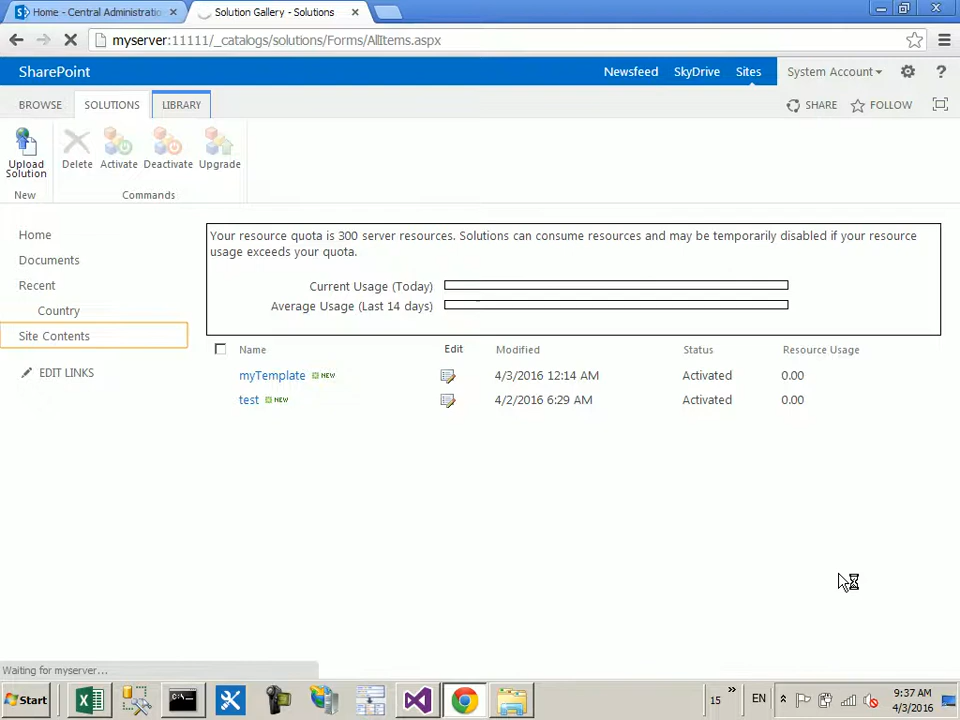 Home - Central Administratio
Solution Gallery - Solutions
myserver:11111/_catalogs/solutions/Forms/AllItems.aspx
SharePoint
Newsfeed
SkyDrive
Sites
System Account
?
BROWSE
SOLUTIONS
LIBRARY
SHARE
FOLLOW
Upload
Solution
Delete
Activate
Deactivate
Upgrade
New
Commands
Home
Documents
Recent
Country
Site Contents
EDIT LINKS
Your resource quota is 300 server resources. Solutions can consume resources and may be temporarily disabled if your resource
usage exceeds your quota.
Current Usage (Today)
Average Usage (Last 14 days)
Name Edit Modified Status Resource Usage
myTemplate NEW 4/3/2016 12:14 AM Activated 0.00
test NEW 4/2/2016 6:29 AM Activated 0.00
Waiting for myserver...
Start
15
EN
9:37 AM
4/3/2016